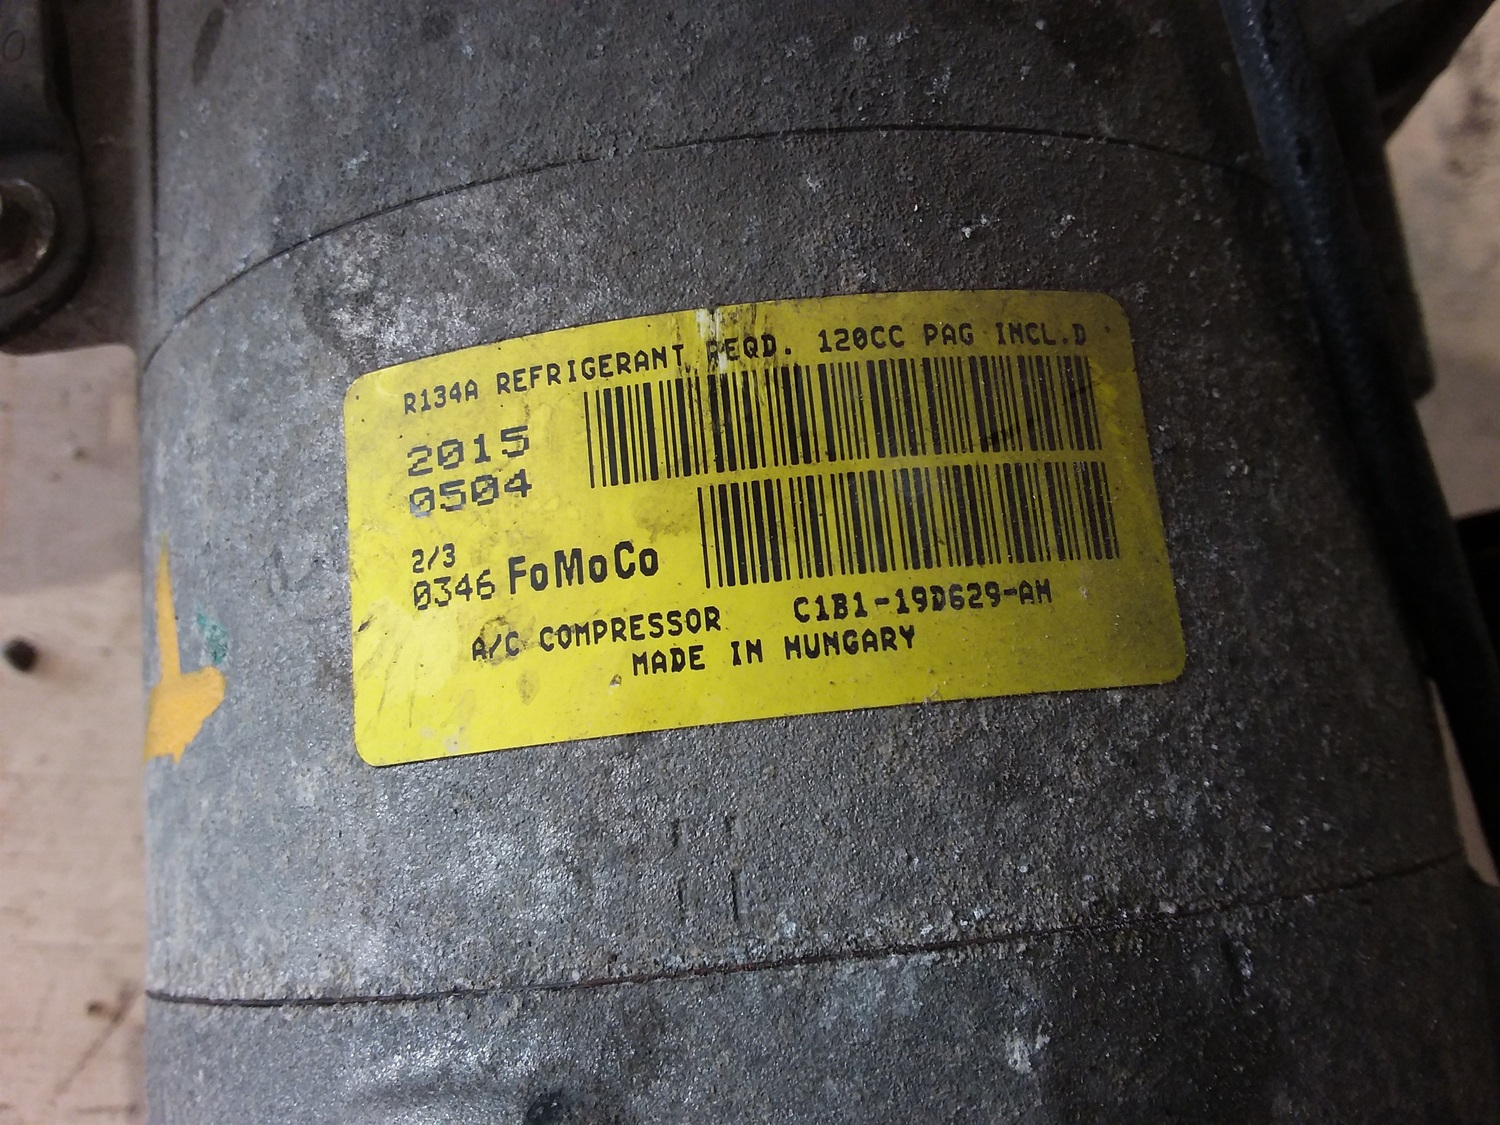 R134A REFRIGERANT REQD. 120CC PAG INCL.D
2015
0504
2/3
0346 FoMoCo
A/C COMPRESSOR C1B1-19D629-AH
MADE IN HUNGARY